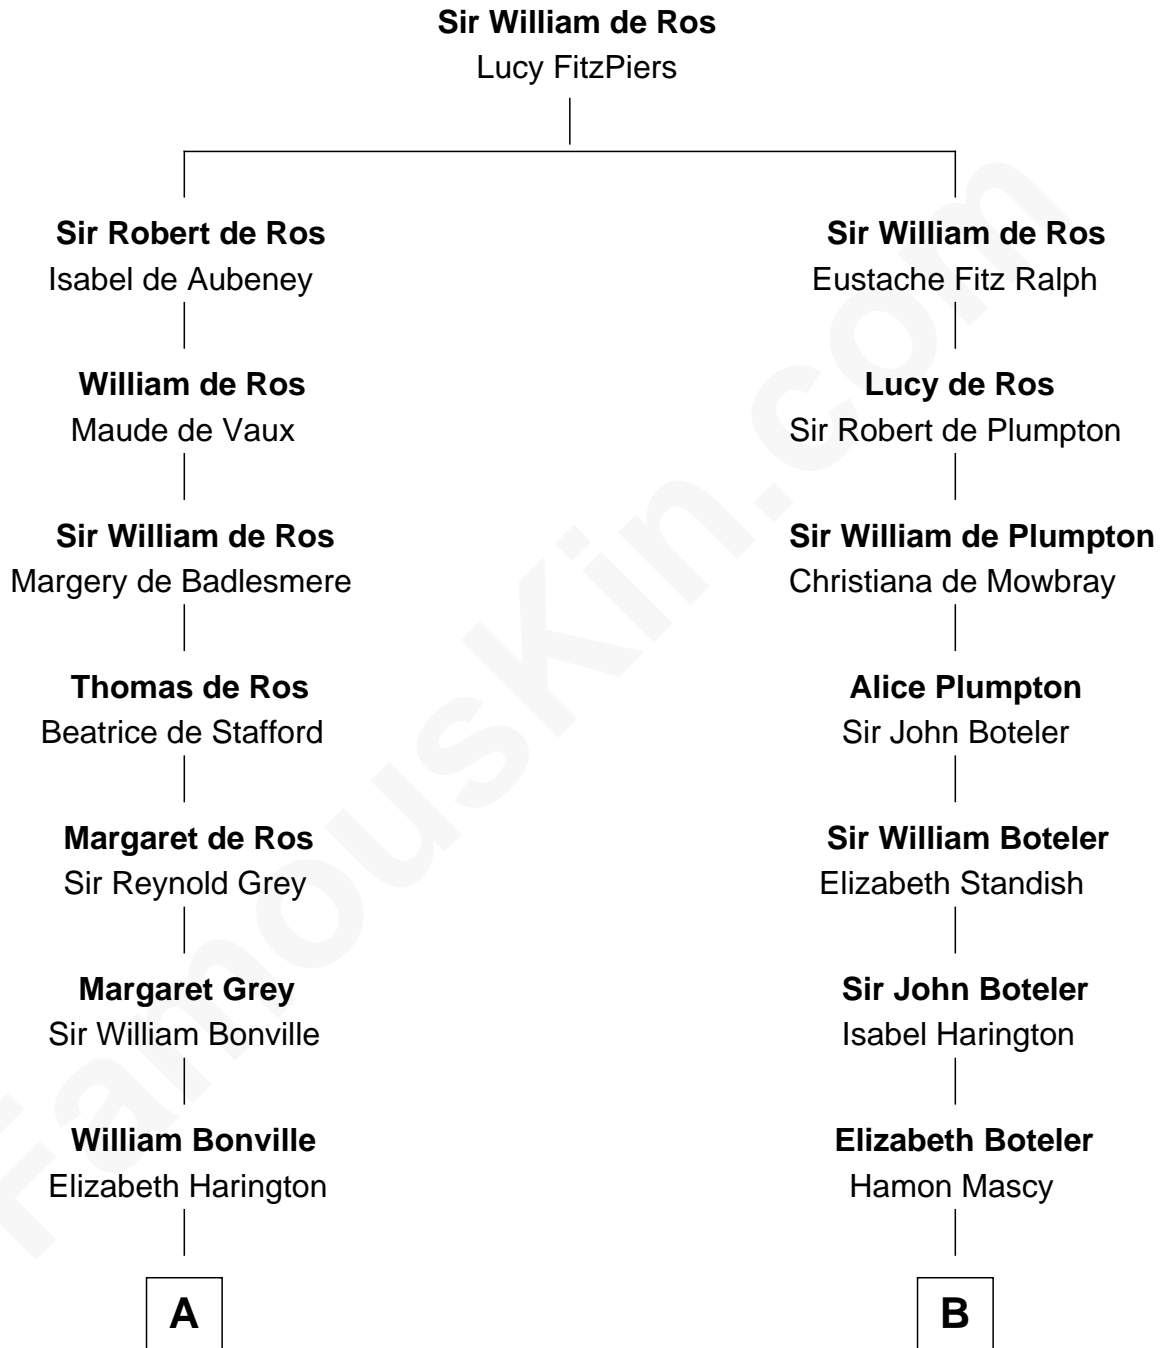 Sir William de Ros
Lucy FitzPiers
Sir Robert de Ros
Isabel de Aubeney
William de Ros
Maude de Vaux
Sir William de Ros
Margery de Badlesmere
Thomas de Ros
Beatrice de Stafford
Margaret de Ros
Sir Reynold Grey
Margaret Grey
Sir William Bonville
William Bonville
Elizabeth Harington
A
Sir William de Ros
Eustache Fitz Ralph
Lucy de Ros
Sir Robert de Plumpton
Sir William de Plumpton
Christiana de Mowbray
Alice Plumpton
Sir John Boteler
Sir William Boteler
Elizabeth Standish
Sir John Boteler
Isabel Harington
Elizabeth Boteler
Hamon Mascy
B
FamousKin.com